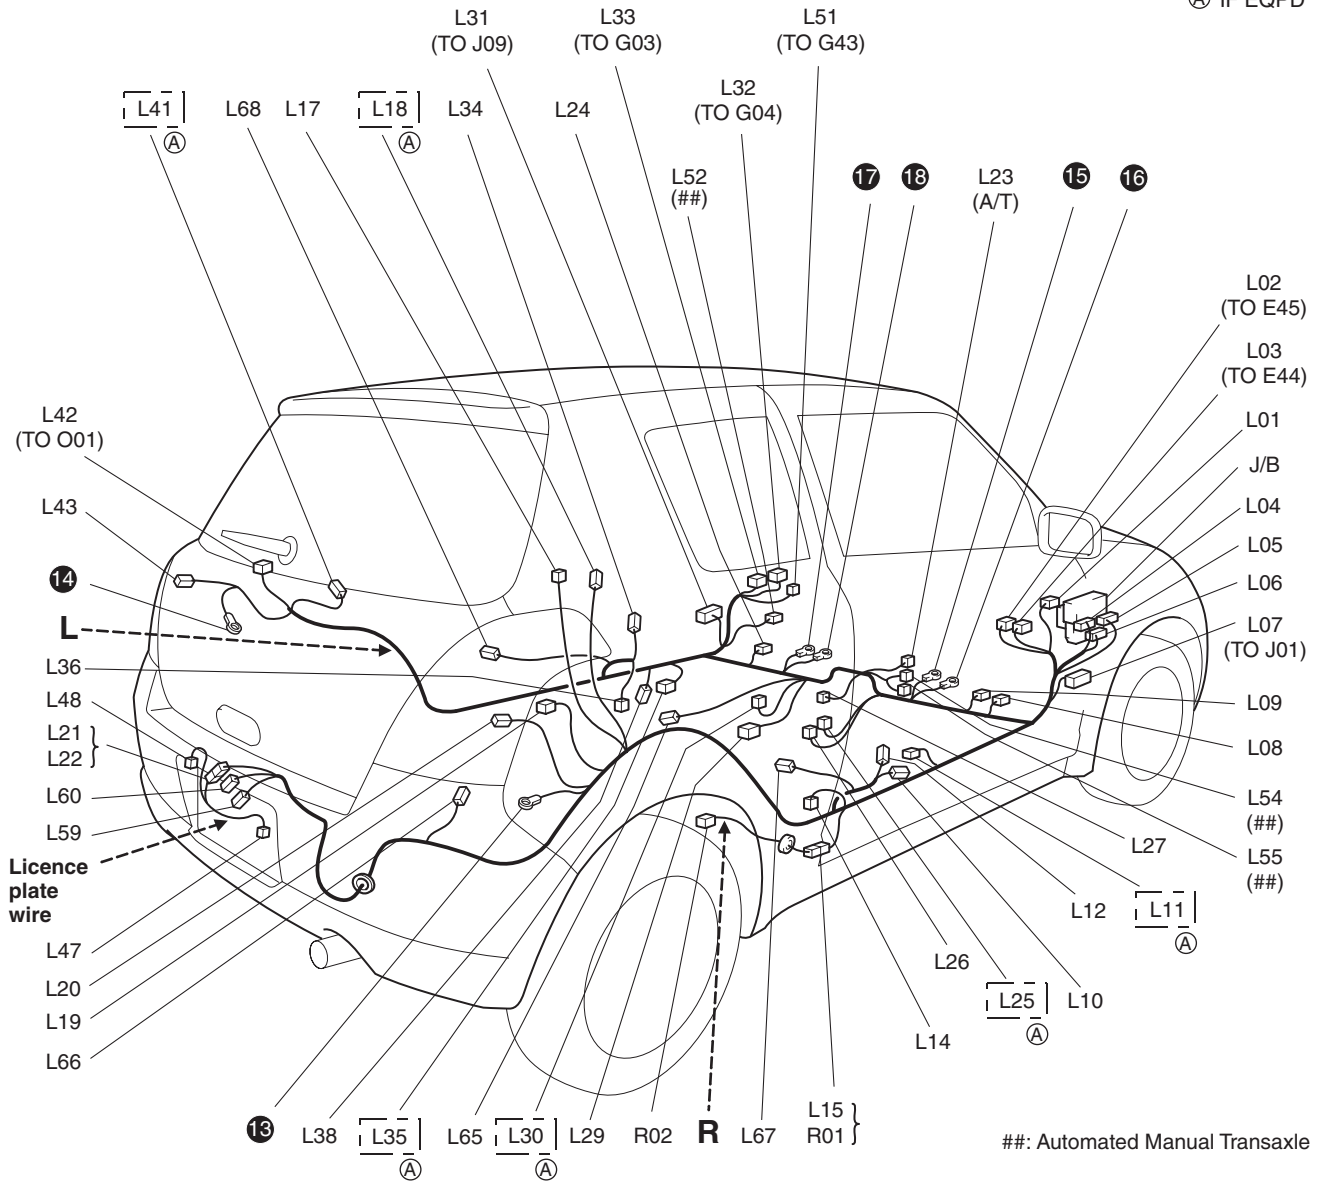 Ⓐ IF EQPD
L31
(TO J09)
L33
(TO G03)
L51
(TO G43)
L32
(TO G04)
L41
Ⓐ
L68
L17
L18
Ⓐ
L34
L24
L52
(##)
17
18
L23
(A/T)
15
16
L02
(TO E45)
L03
(TO E44)
L01
J/B
L04
L05
L06
L07
(TO J01)
L09
L08
L54
(##)
L55
(##)
L42
(TO O01)
L43
14
L
L36
L48
L21
L22
L60
L59
Licence
plate
wire
L47
L20
L19
L66
L27
L12
L11
Ⓐ
L26
L25
Ⓐ
L10
L14
13
L38
L35
Ⓐ
L65
L30
Ⓐ
L29
R02
R
L67
L15
R01
##: Automated Manual Transaxle